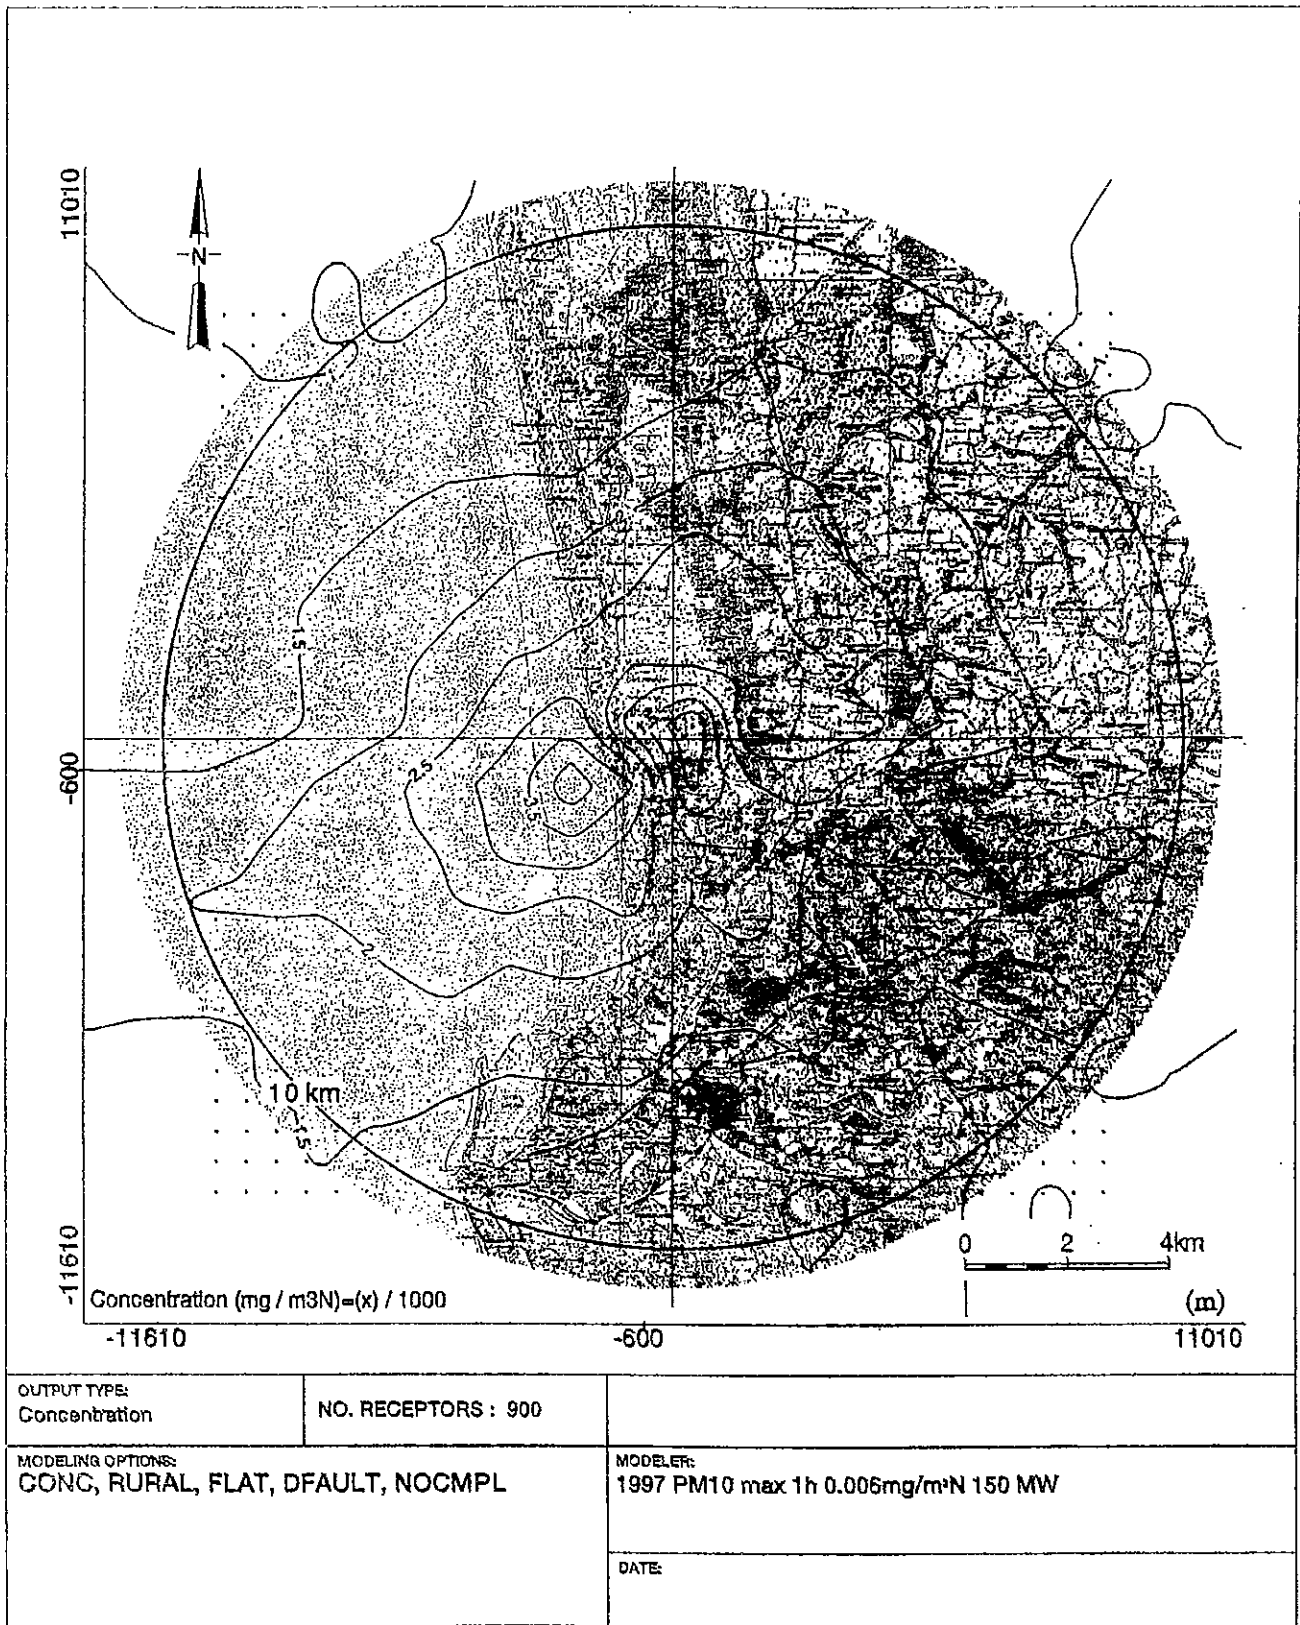 11010
N
1
1
1.5
-600
2.5
3.5
2
10 km
1.5
0 2 4km
-11610
Concentration (mg / m3N)=(x) / 1000
(m)
-11610 -600 11010
OUTPUT TYPE:
Concentration
NO. RECEPTORS : 900
MODELING OPTIONS:
CONC, RURAL, FLAT, DFAULT, NOCMPL
MODELER:
1997 PM10 max 1h 0.006mg/m³N 150 MW
DATE: